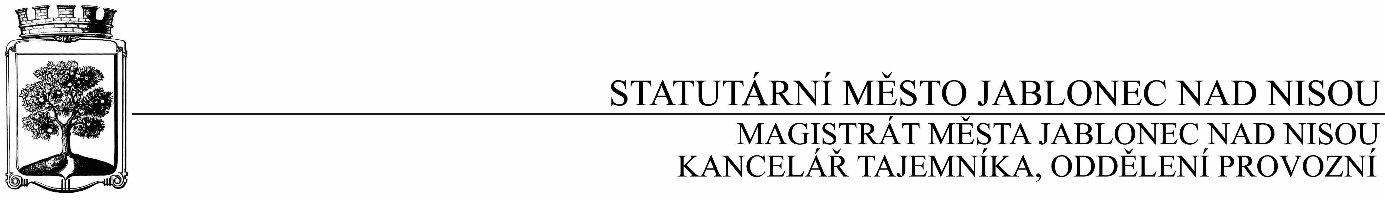 STATUTÁRNÍ MĚSTO JABLONEC NAD NISOU
MAGISTRÁT MĚSTA JABLONEC NAD NISOU
KANCELÁŘ TAJEMNÍKA, ODDĚLENÍ PROVOZNÍ